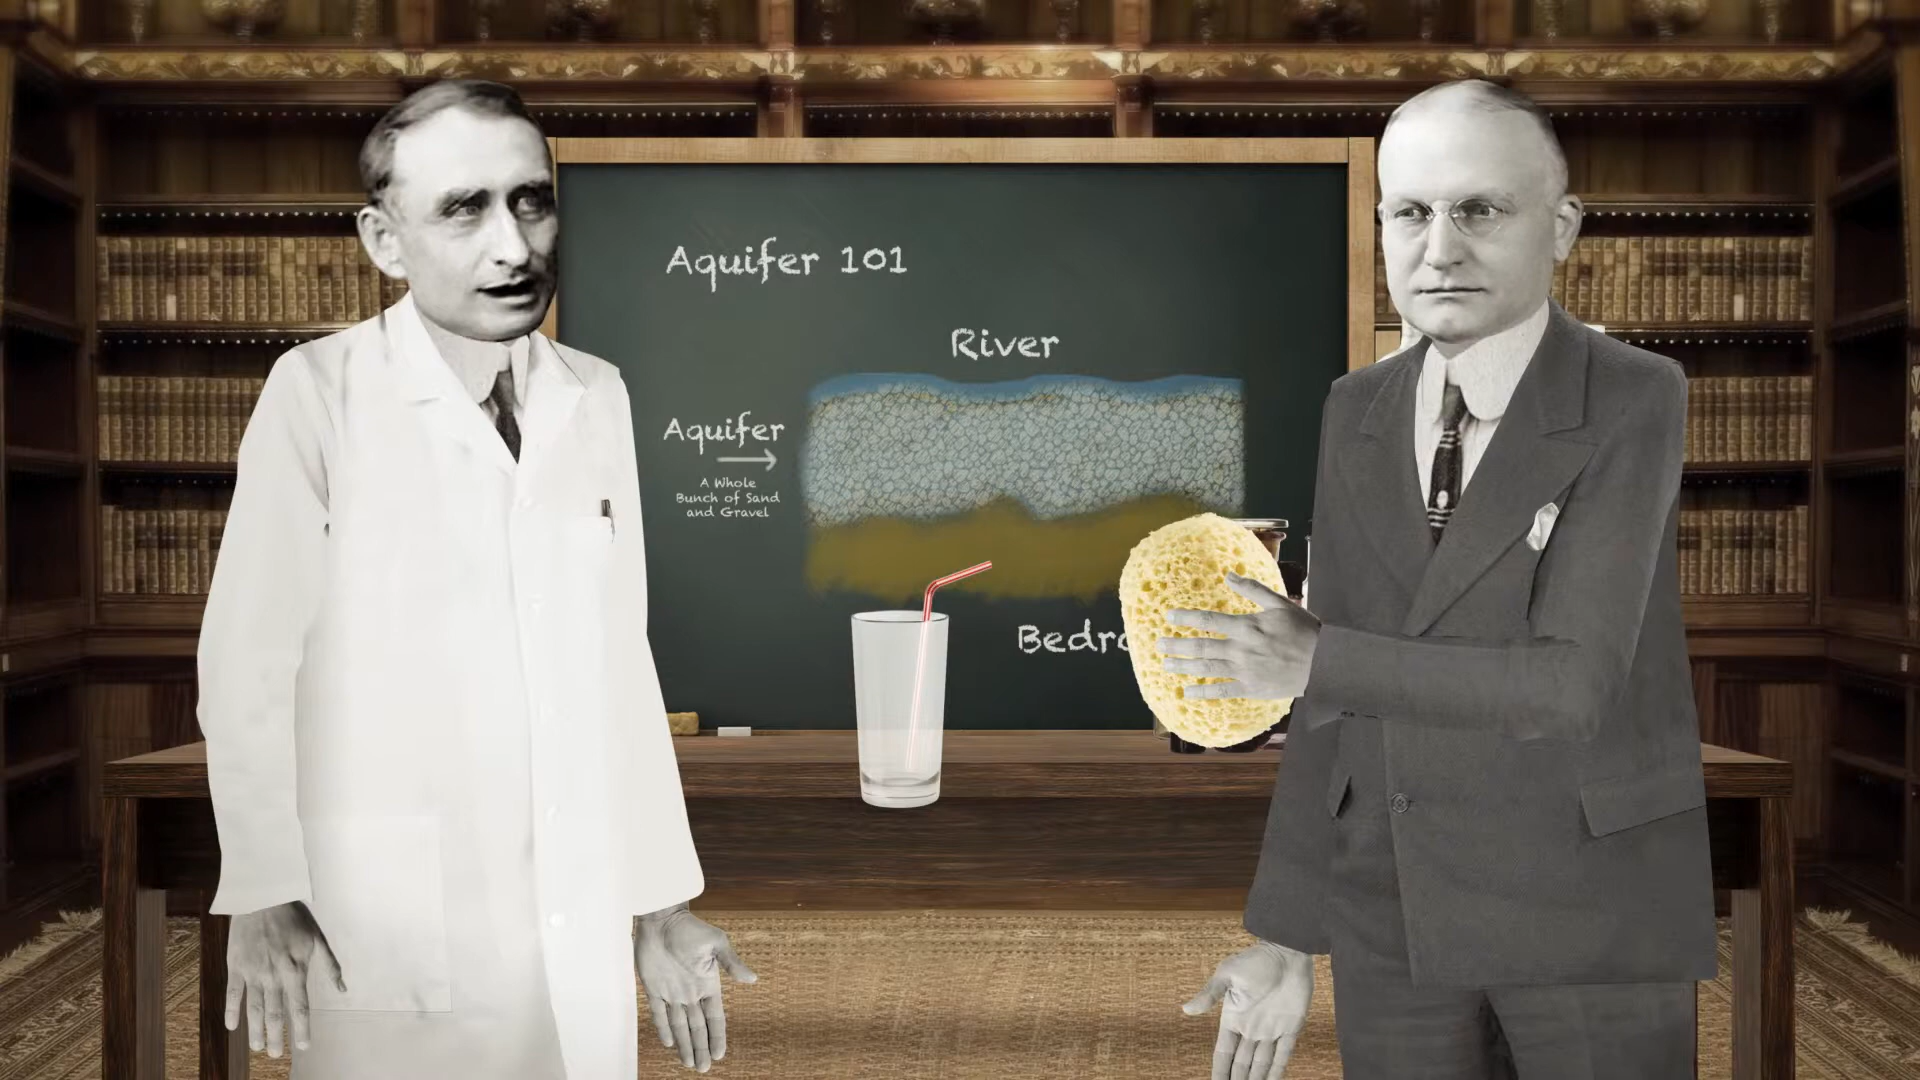 Aquifer 101
River
Aquifer
A Whole
Bunch of Sand
and Gravel